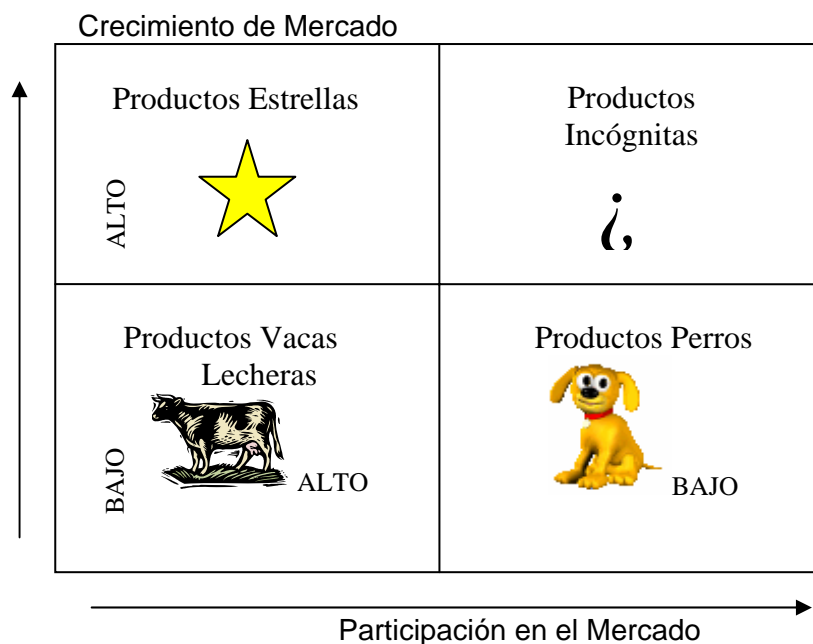 Crecimiento de Mercado
Productos Estrellas
ALTO
Productos
Incógnitas
¿
Productos Vacas
Lecheras
BAJO
ALTO
Productos Perros
BAJO
Participación en el Mercado